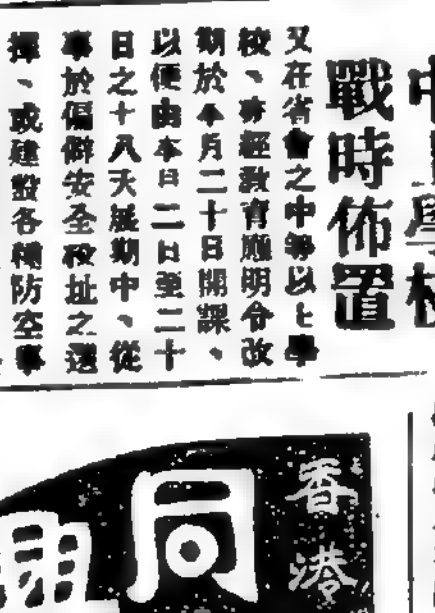 中學校
戰時佈置
又在省會之中等以上學
校、亦經教育廳明令改
期於本月二十日開課、
以便由本月二日至二十
日之十八天展期中、從
事於偏僻安全校址之選
擇、或建設各種防空事
香港
同